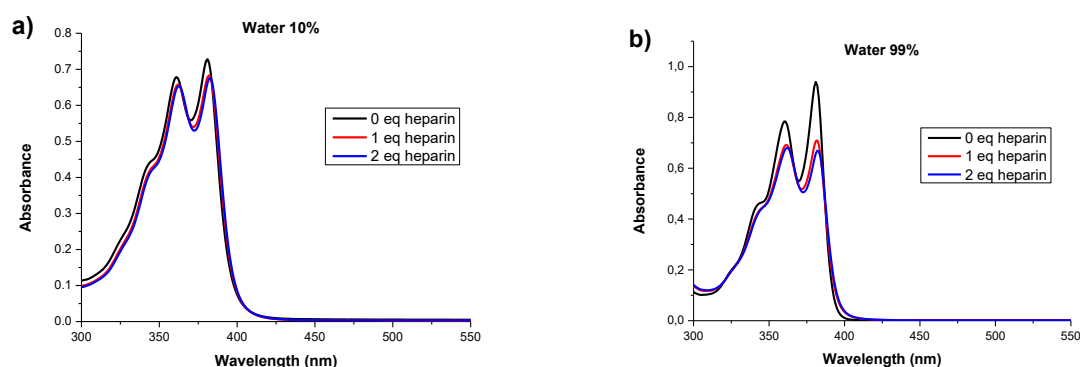 a)
Water 10%
0.8
0.7
0.6
0.5
0.4
0.3
0.2
0.1
0.0
Absorbance
300
350
400
450
500
550
Wavelength (nm)
0 eq heparin
1 eq heparin
2 eq heparin
b)
Water 99%
1,0
0,8
0,6
0,4
0,2
0,0
Absorbance
300
350
400
450
500
550
Wavelength (nm)
0 eq heparin
1 eq heparin
2 eq heparin